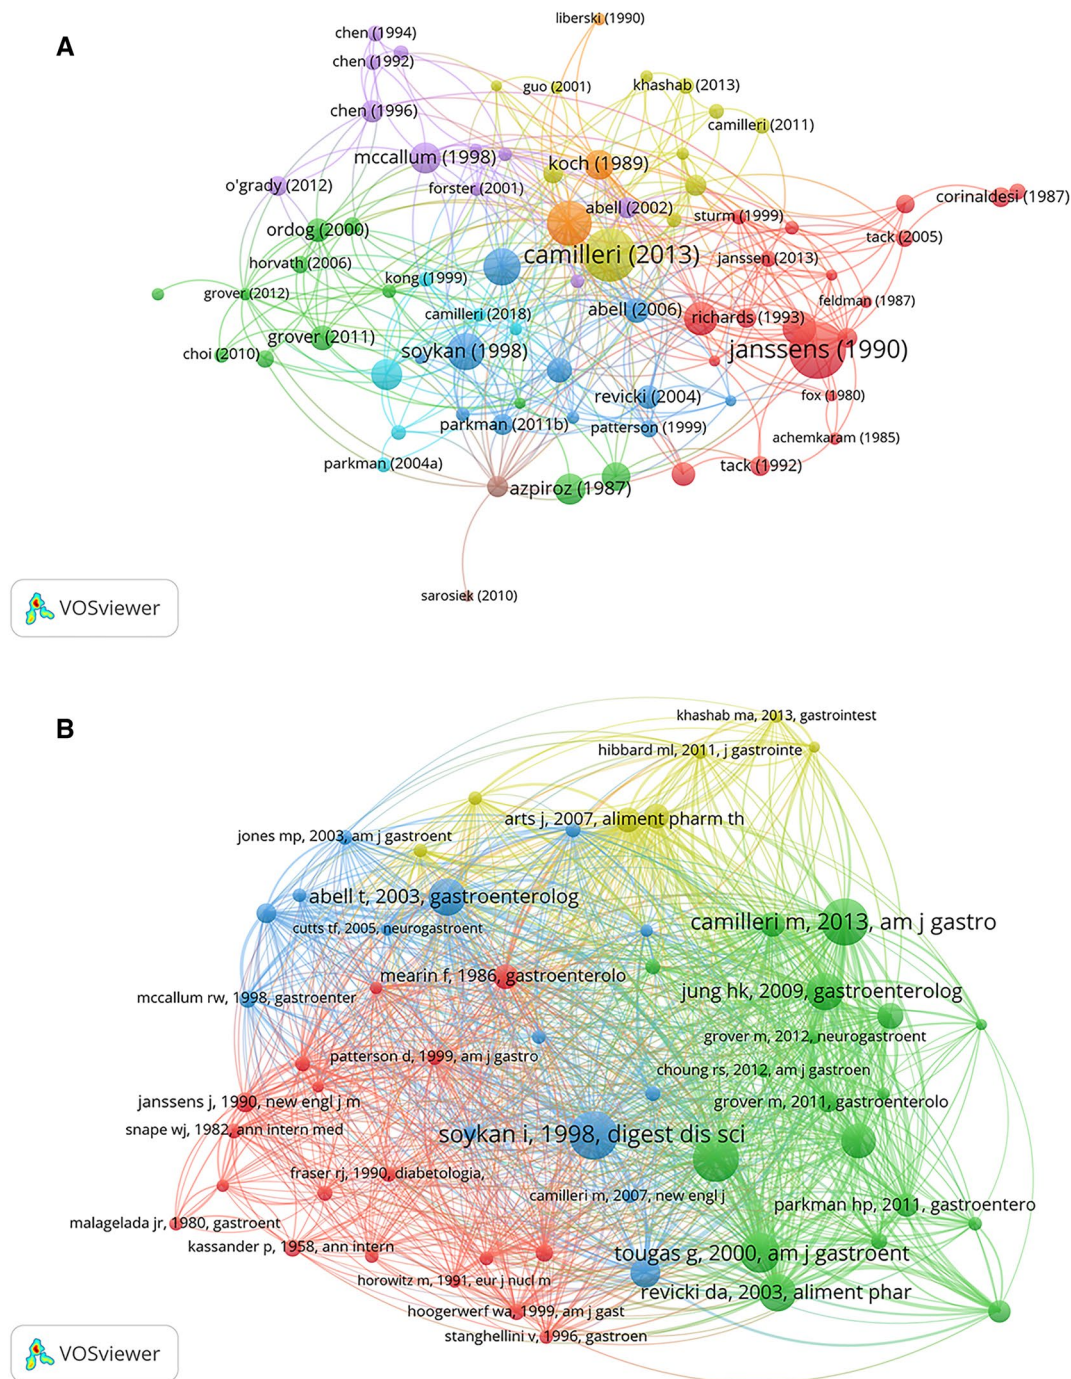 A
liberski (1990)
chen (1994)
chen (1992)
guo (2001)
khashab (2013)
chen (1996)
camilleri (2011)
mccallum (1998)
koch (1989)
o'grady (2012)
forster (2001)
corinaldesi (1987)
abell (2002)
sturm (1999)
ordog (2000)
tack (2005)
camilleri (2013)
janssen (2013)
horvath (2006)
kong (1999)
grover (2012)
feldman (1987)
camilleri (2018)
abell (2006)
richards (1993)
grover (2011)
choi (2010)
soykan (1998)
janssens (1990)
revicki (2004)
fox (1980)
parkman (2011b)
patterson (1999)
achemkaram (1985)
parkman (2004a)
tack (1992)
azpiroz (1987)
sarosiek (2010)
VOSviewer
B
khashab ma, 2013, gastrointest
hibbard ml, 2011, j gastrointe
arts j, 2007, aliment pharm th
jones mp, 2003, am j gastroent
abell t, 2003, gastroenterolog
camilleri m, 2013, am j gastro
cutts tf, 2005, neurogastroent
mearin f, 1986, gastroenterolo
jung hk, 2009, gastroenterolog
mccallum rw, 1998, gastroenter
grover m, 2012, neurogastroent
patterson d, 1999, am j gastro
choung rs, 2012, am j gastroen
janssens j, 1990, new engl j m
grover m, 2011, gastroenterolo
snape wj, 1982, ann intern med
soykan i, 1998, digest dis sci
fraser rj, 1990, diabetologia,
camilleri m, 2007, new engl j
parkman hp, 2011, gastroentero
malagelada jr, 1980, gastroent
kassander p, 1958, ann intern
tougas g, 2000, am j gastroent
horowitz m, 1991, eur j nucl m
revicki da, 2003, aliment phar
hoogerwerf wa, 1999, am j gast
stanghellini v, 1996, gastroen
VOSviewer